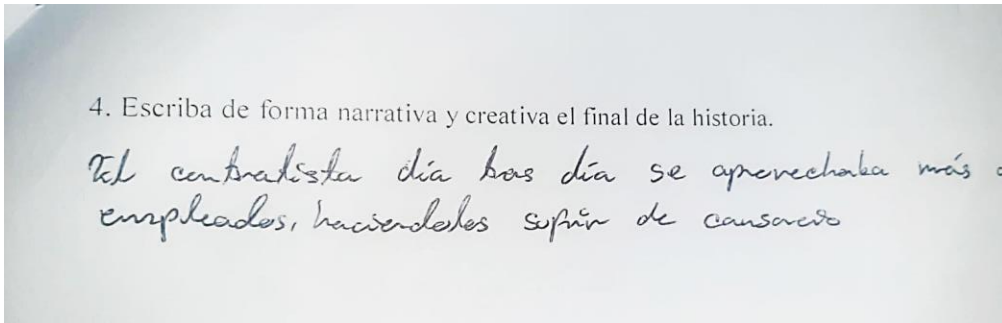 4. Escriba de forma narrativa y creativa el final de la historia.
El contratista día tras día se aprovechaba más
empleados, haciendoles sufrir de cansancio